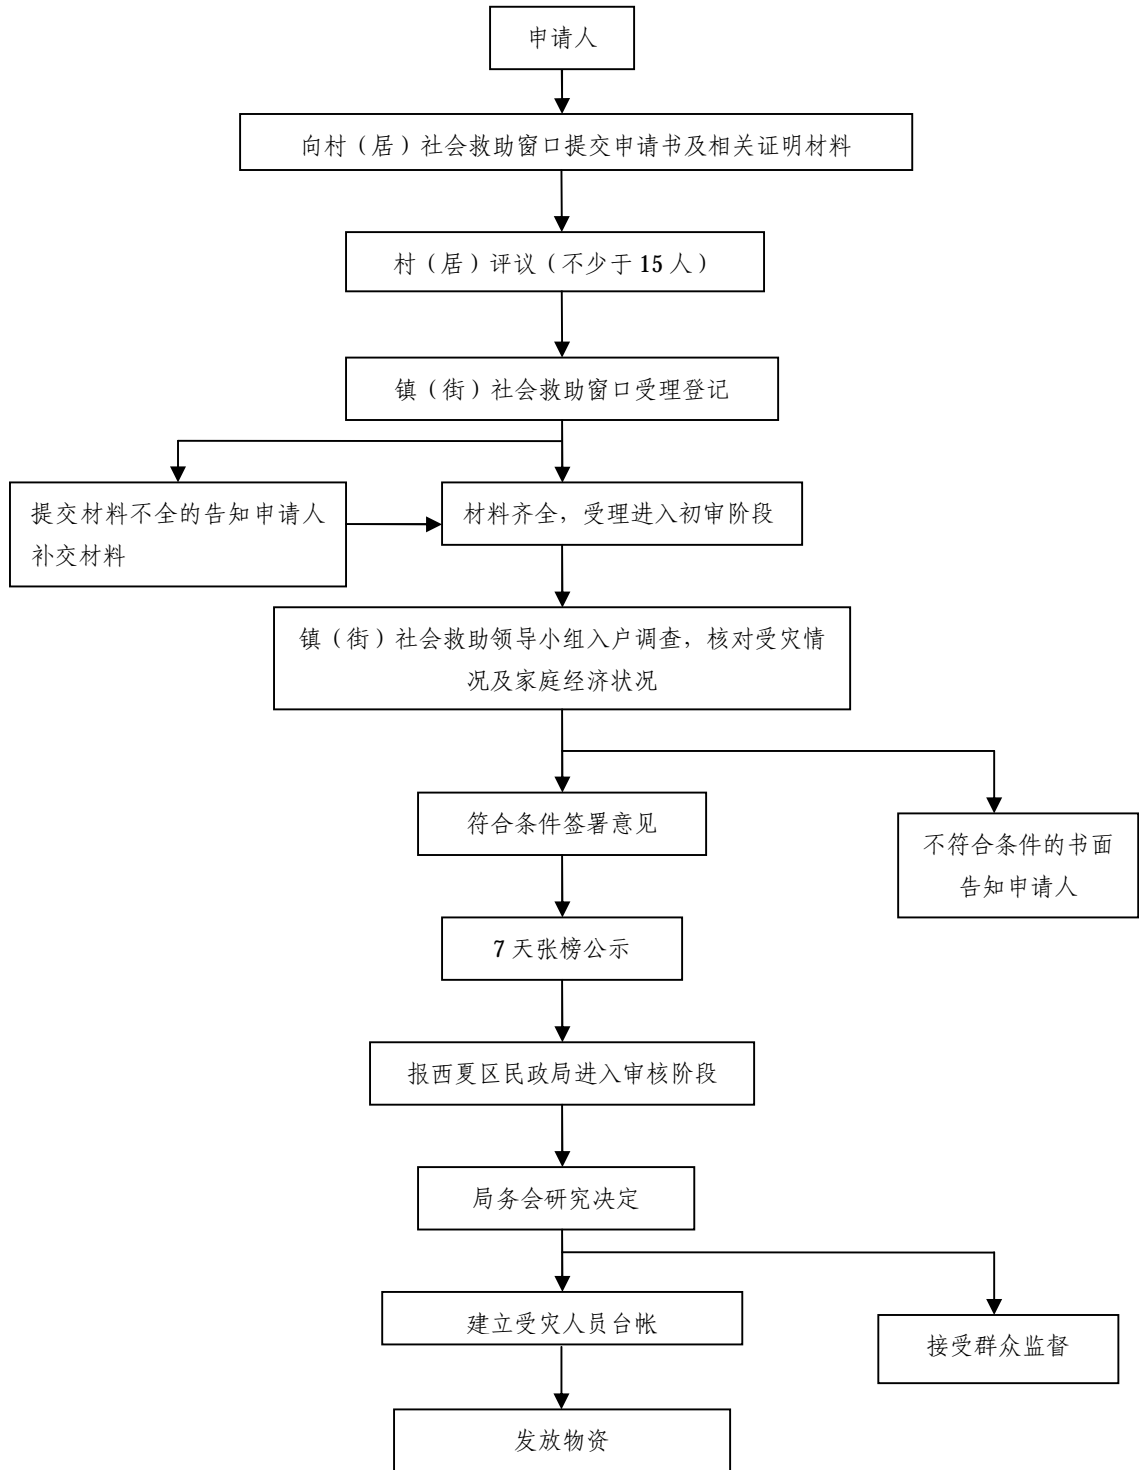 申请人
向村（居）社会救助窗口提交申请书及相关证明材料
村（居）评议（不少于 15 人）
镇（街）社会救助窗口受理登记
提交材料不全的告知申请人
补交材料
材料齐全，受理进入初审阶段
镇（街）社会救助领导小组入户调查，核对受灾情
况及家庭经济状况
符合条件签署意见
不符合条件的书面
告知申请人
7 天张榜公示
报西夏区民政局进入审核阶段
局务会研究决定
建立受灾人员台帐
接受群众监督
发放物资